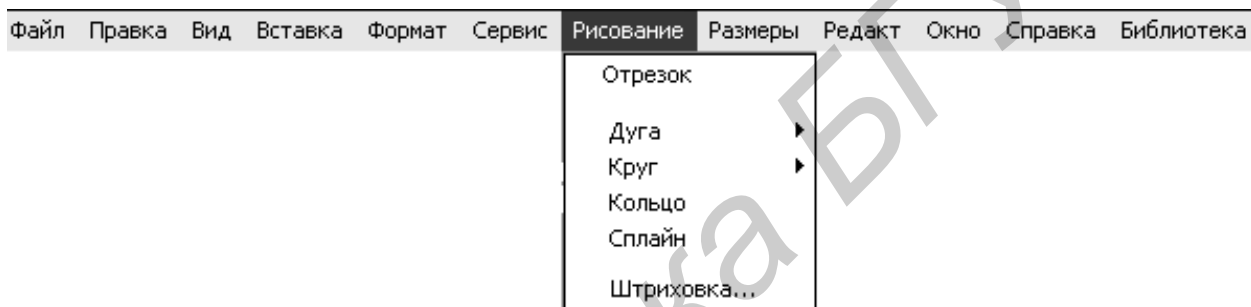 Файл Правка Вид Вставка Формат Сервис Рисование Размеры Редакт Окно Справка Библиотека
Отрезок
Дуга
Круг
Кольцо
Сплайн
Штриховка...